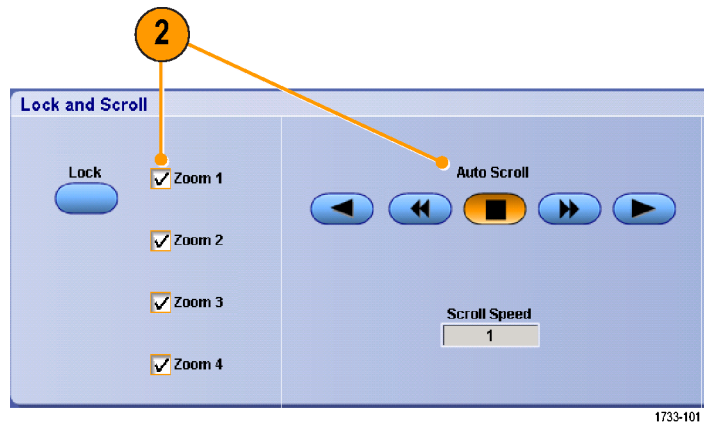 2
Lock and Scroll
Lock
Zoom 1
Auto Scroll
Zoom 2
Zoom 3
Scroll Speed
1
Zoom 4
1733-101